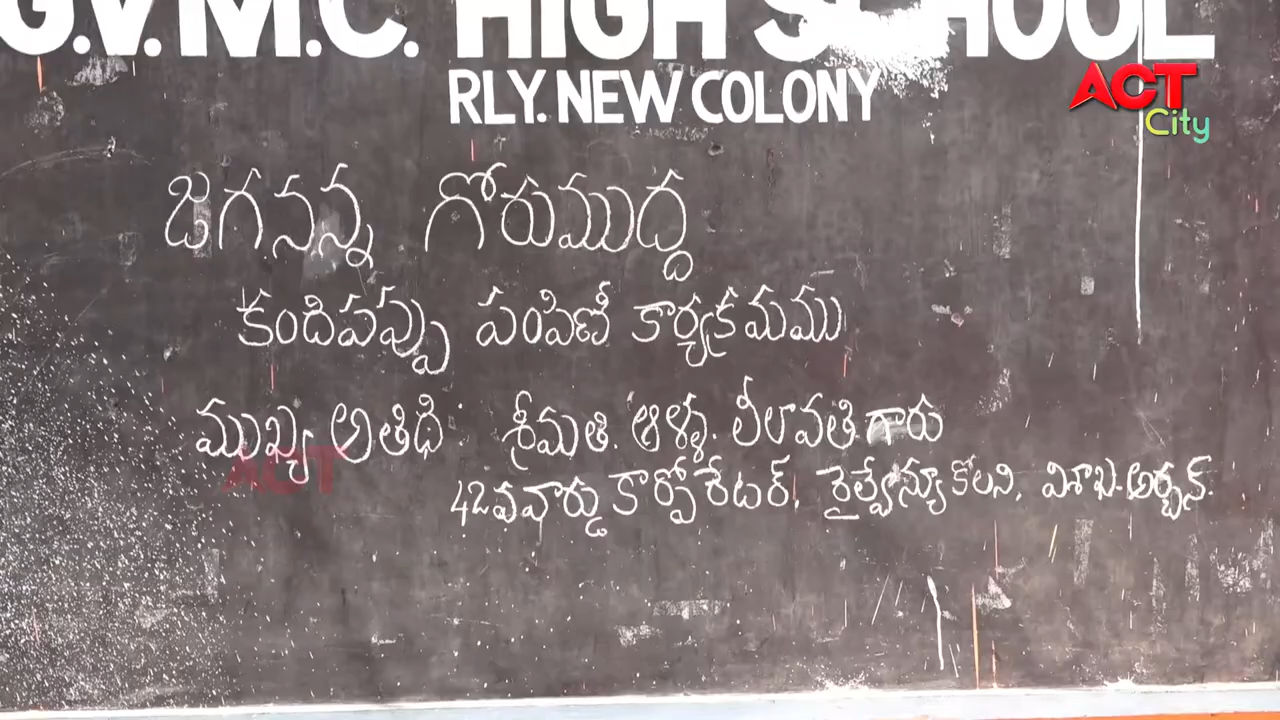 G.V.M.C. HIGH SCHOOL
RLY. NEW COLONY
ACT
City
జగనన్న గోరుముద్ద
కందిపప్పు పంపిణీ కార్యక్రమము
ముఖ్య అతిధి: శ్రీమతి. ఆళ్ళ. లీలావతి. గారు
ACT
42వ వార్డు కార్పోరేటర్, రైల్వేన్యూ కోలని, విశాఖ. అర్బన్.